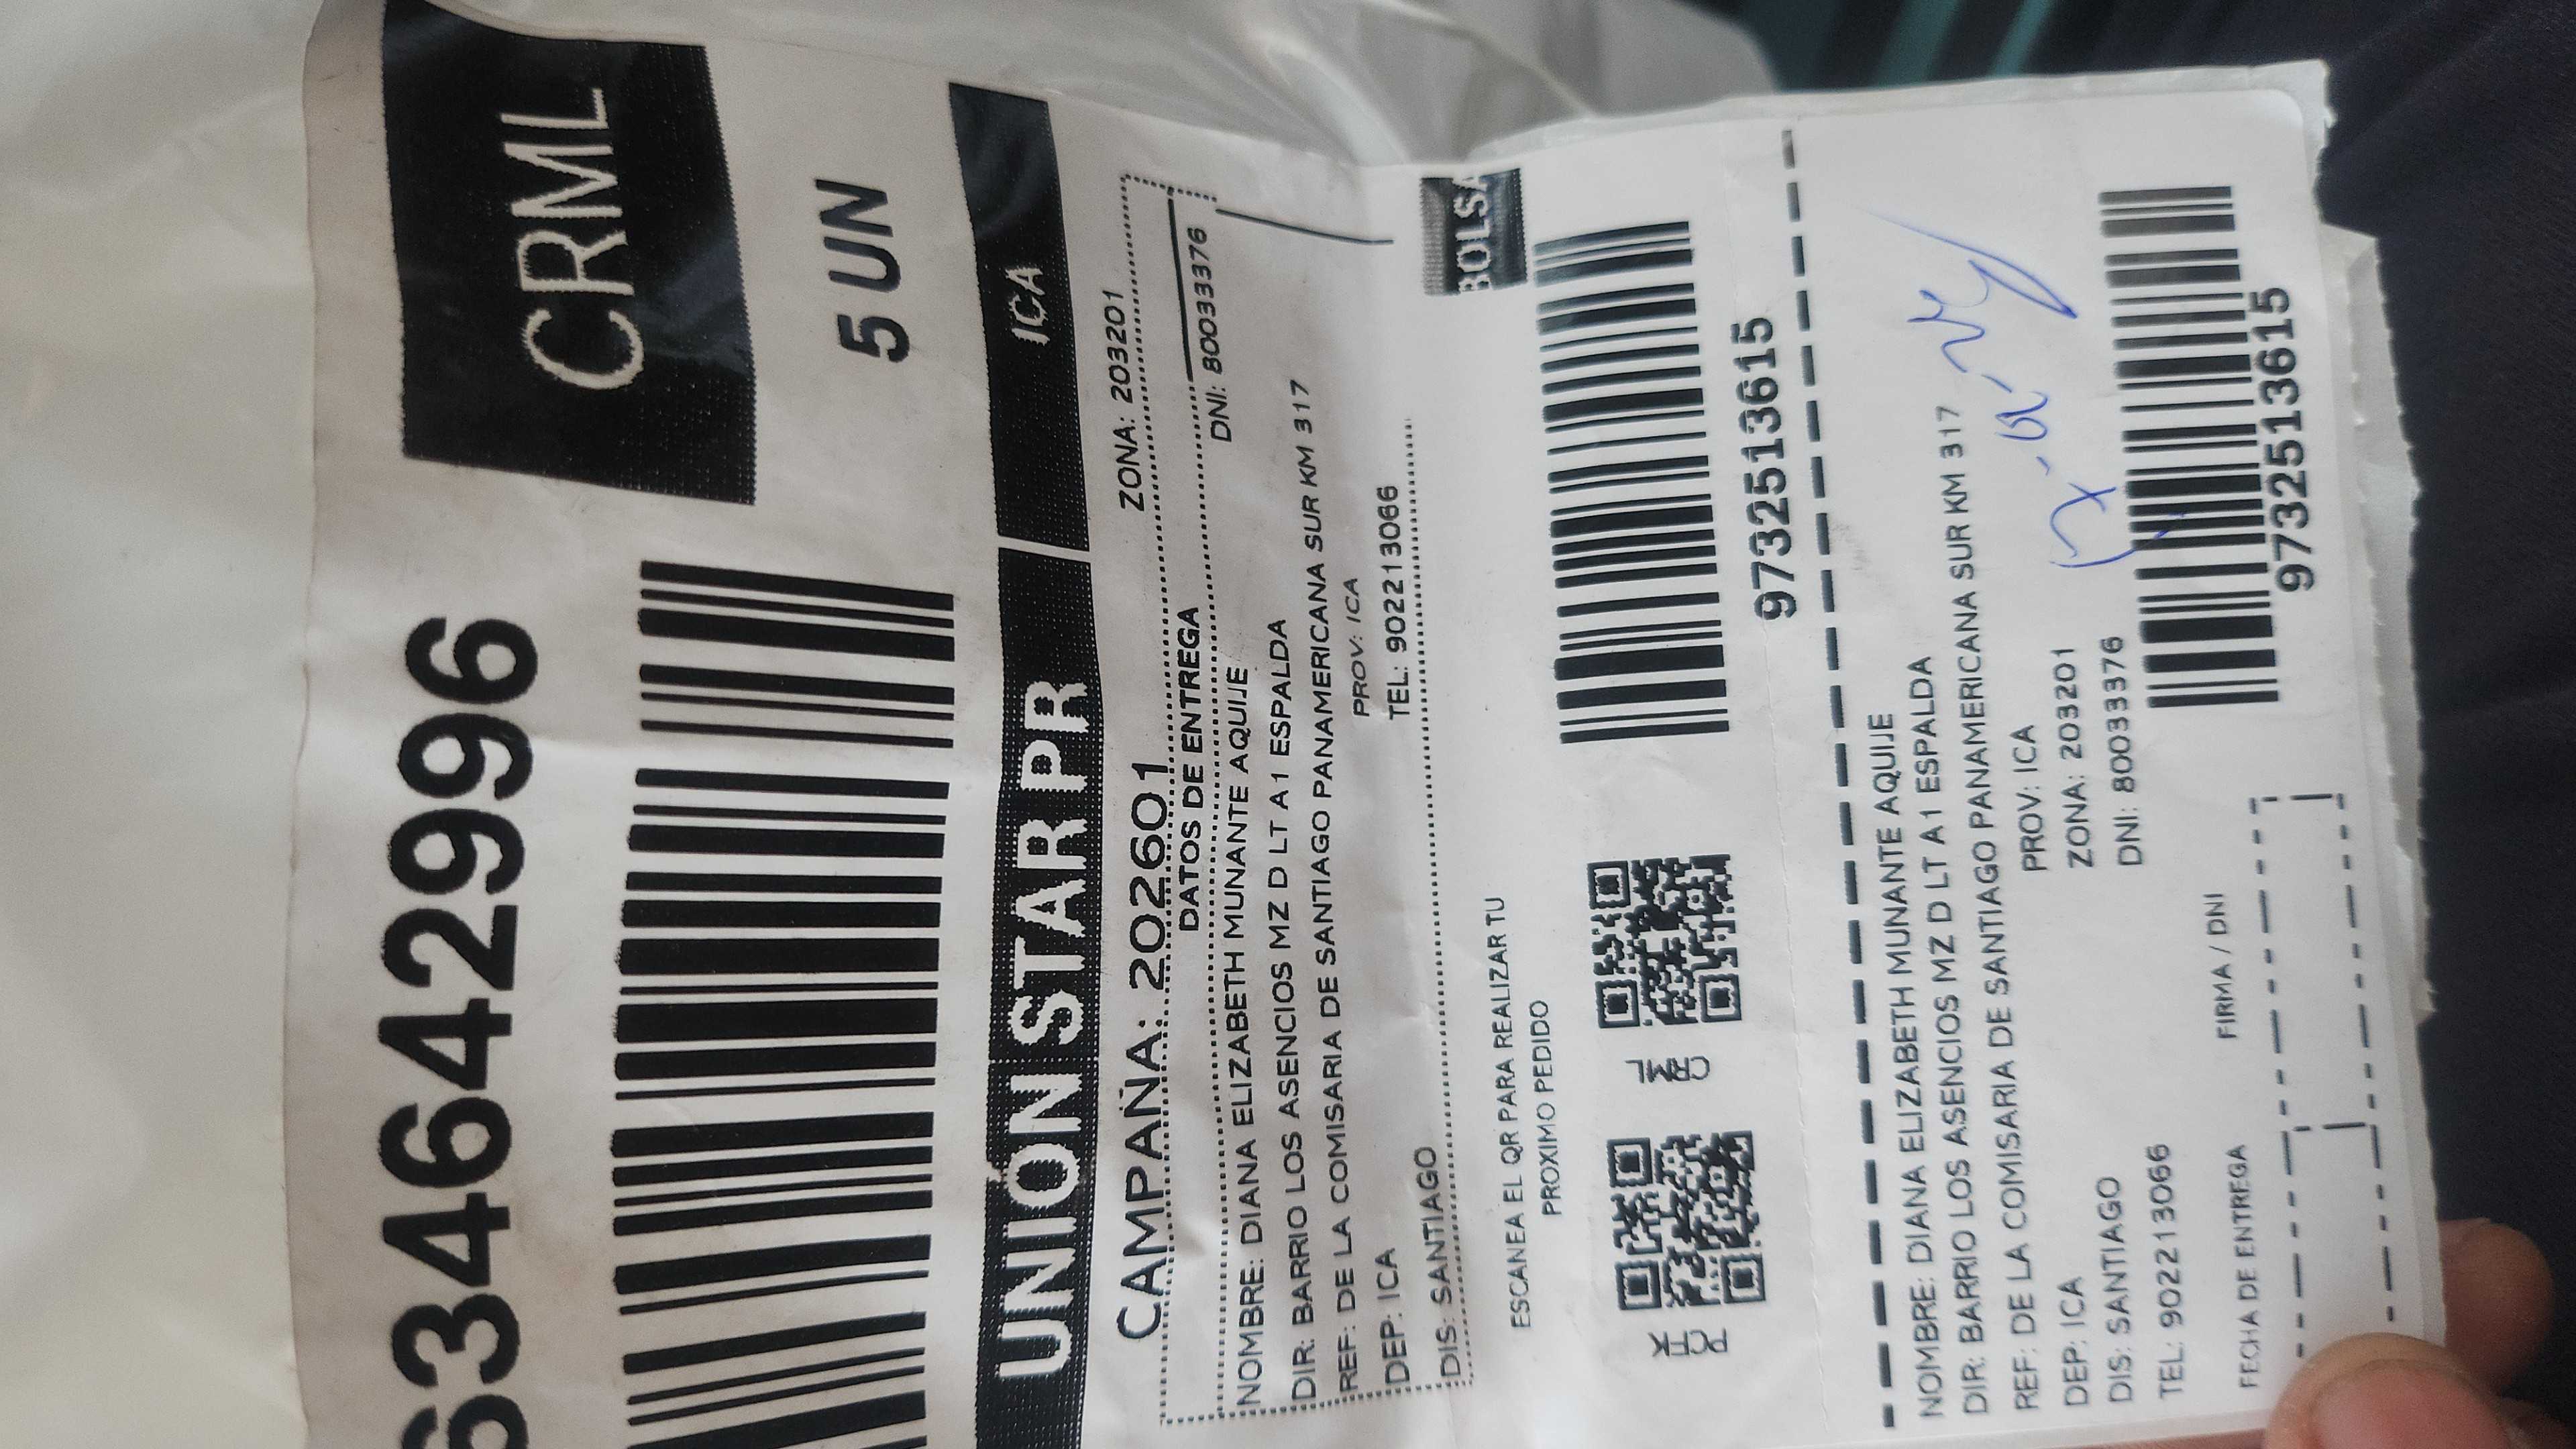 634642996
CRML
5 UN
UNIÓN STAR PR
ICA
CAMPAÑA: 202601
ZONA: 203201
DATOS DE ENTREGA
DNI: 80033376
NOMBRE: DIANA ELIZABETH MUNANTE AQUIJE
DIR: BARRIO LOS ASENCIOS MZ D LT A 1 ESPALDA
REF: DE LA COMISARIA DE SANTIAGO PANAMERICANA SUR KM 317
DEP: ICA
PROV: ICA
DIS: SANTIAGO
TEL: 902213066
BOLSA
ESCANEA EL QR PARA REALIZAR TU
PROXIMO PEDIDO
9732513615
NOMBRE: DIANA ELIZABETH MUNANTE AQUIJE
DIR: BARRIO LOS ASENCIOS MZ D LT A 1 ESPALDA
REF: DE LA COMISARIA DE SANTIAGO PANAMERICANA SUR KM 317
DEP: ICA
PROV: ICA
DIS: SANTIAGO
ZONA: 203201
TEL: 902213066
DNI: 80033376
FECHA DE ENTREGA
FIRMA / DNI
9732513615